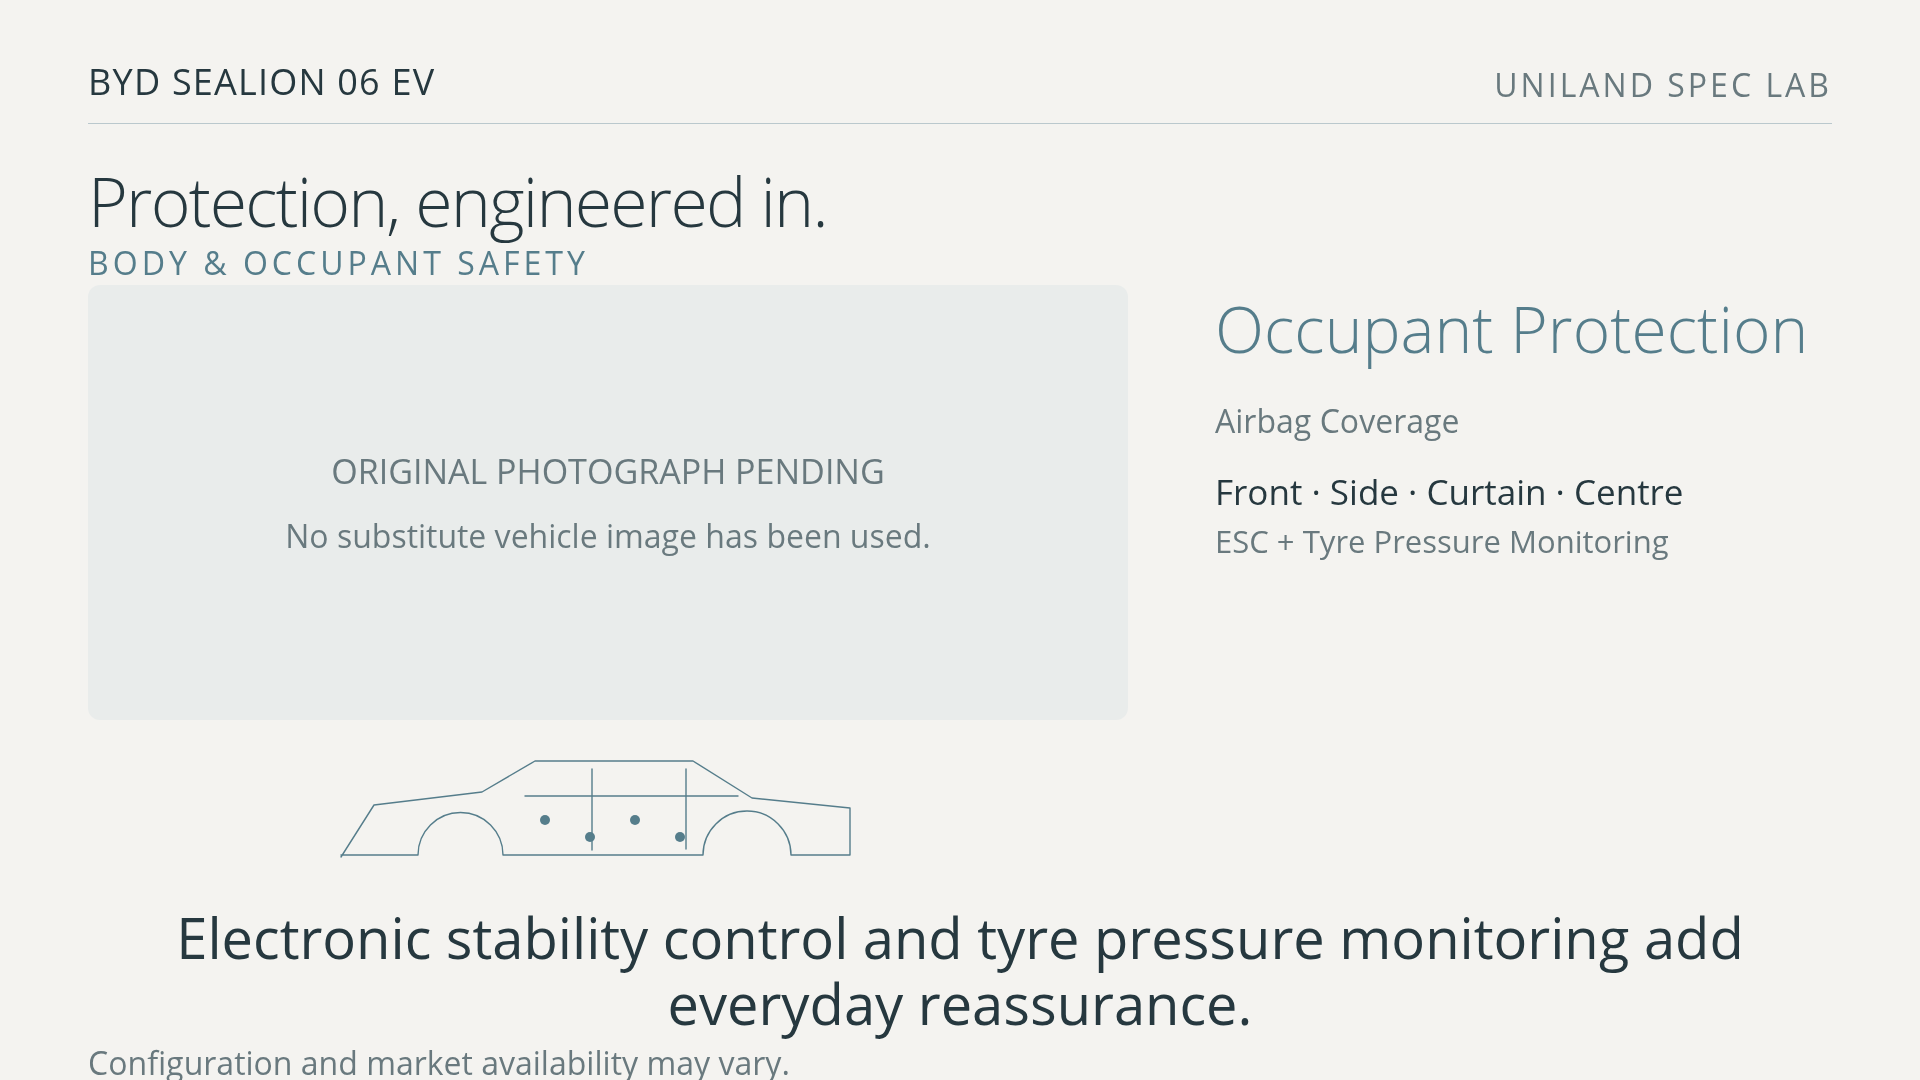 BYD SEALION 06 EV
UNILAND SPEC LAB
Protection, engineered in.
BODY & OCCUPANT SAFETY
ORIGINAL PHOTOGRAPH PENDING
No substitute vehicle image has been used.
Occupant Protection
Airbag Coverage
Front · Side · Curtain · Centre
ESC + Tyre Pressure Monitoring
Electronic stability control and tyre pressure monitoring add
everyday reassurance.
Configuration and market availability may vary.